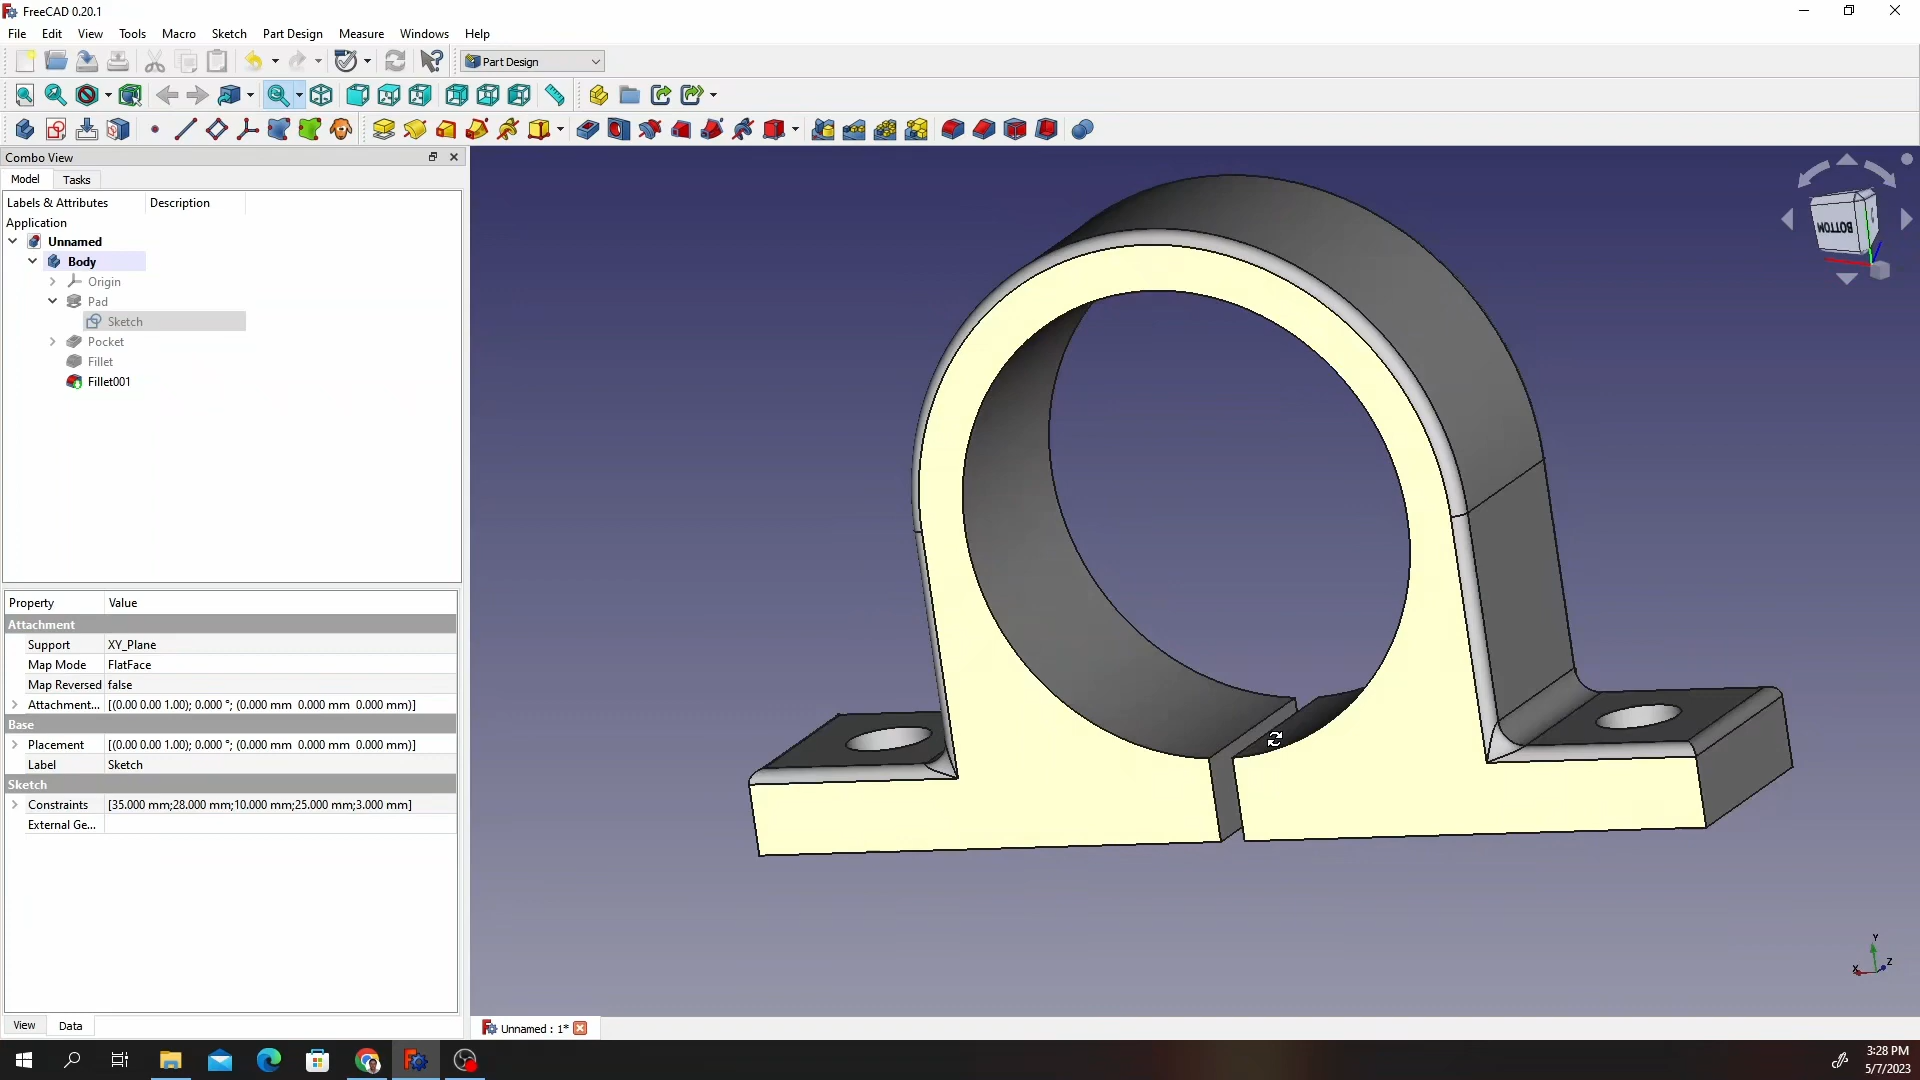 FreeCAD 0.20.1
File Edit View Tools Macro Sketch Part Design Measure Windows Help
Part Design
Combo View
Model Tasks
Labels & Attributes Description
Application
Unnamed
Body
Origin
Pad
Sketch
Pocket
Fillet
Fillet001
Property Value
Attachment
Support XY_Plane
Map Mode FlatFace
Map Reversed false
Attachment... [(0.00 0.00 1.00); 0.000 °; (0.000 mm 0.000 mm 0.000 mm)]
Base
Placement [(0.00 0.00 1.00); 0.000 °; (0.000 mm 0.000 mm 0.000 mm)]
Label Sketch
Sketch
Constraints [35.000 mm;28.000 mm;10.000 mm;25.000 mm;3.000 mm]
External Ge...
View Data
BOTTOM
Y
X Z
Unnamed : 1*
3:28 PM
5/7/2023